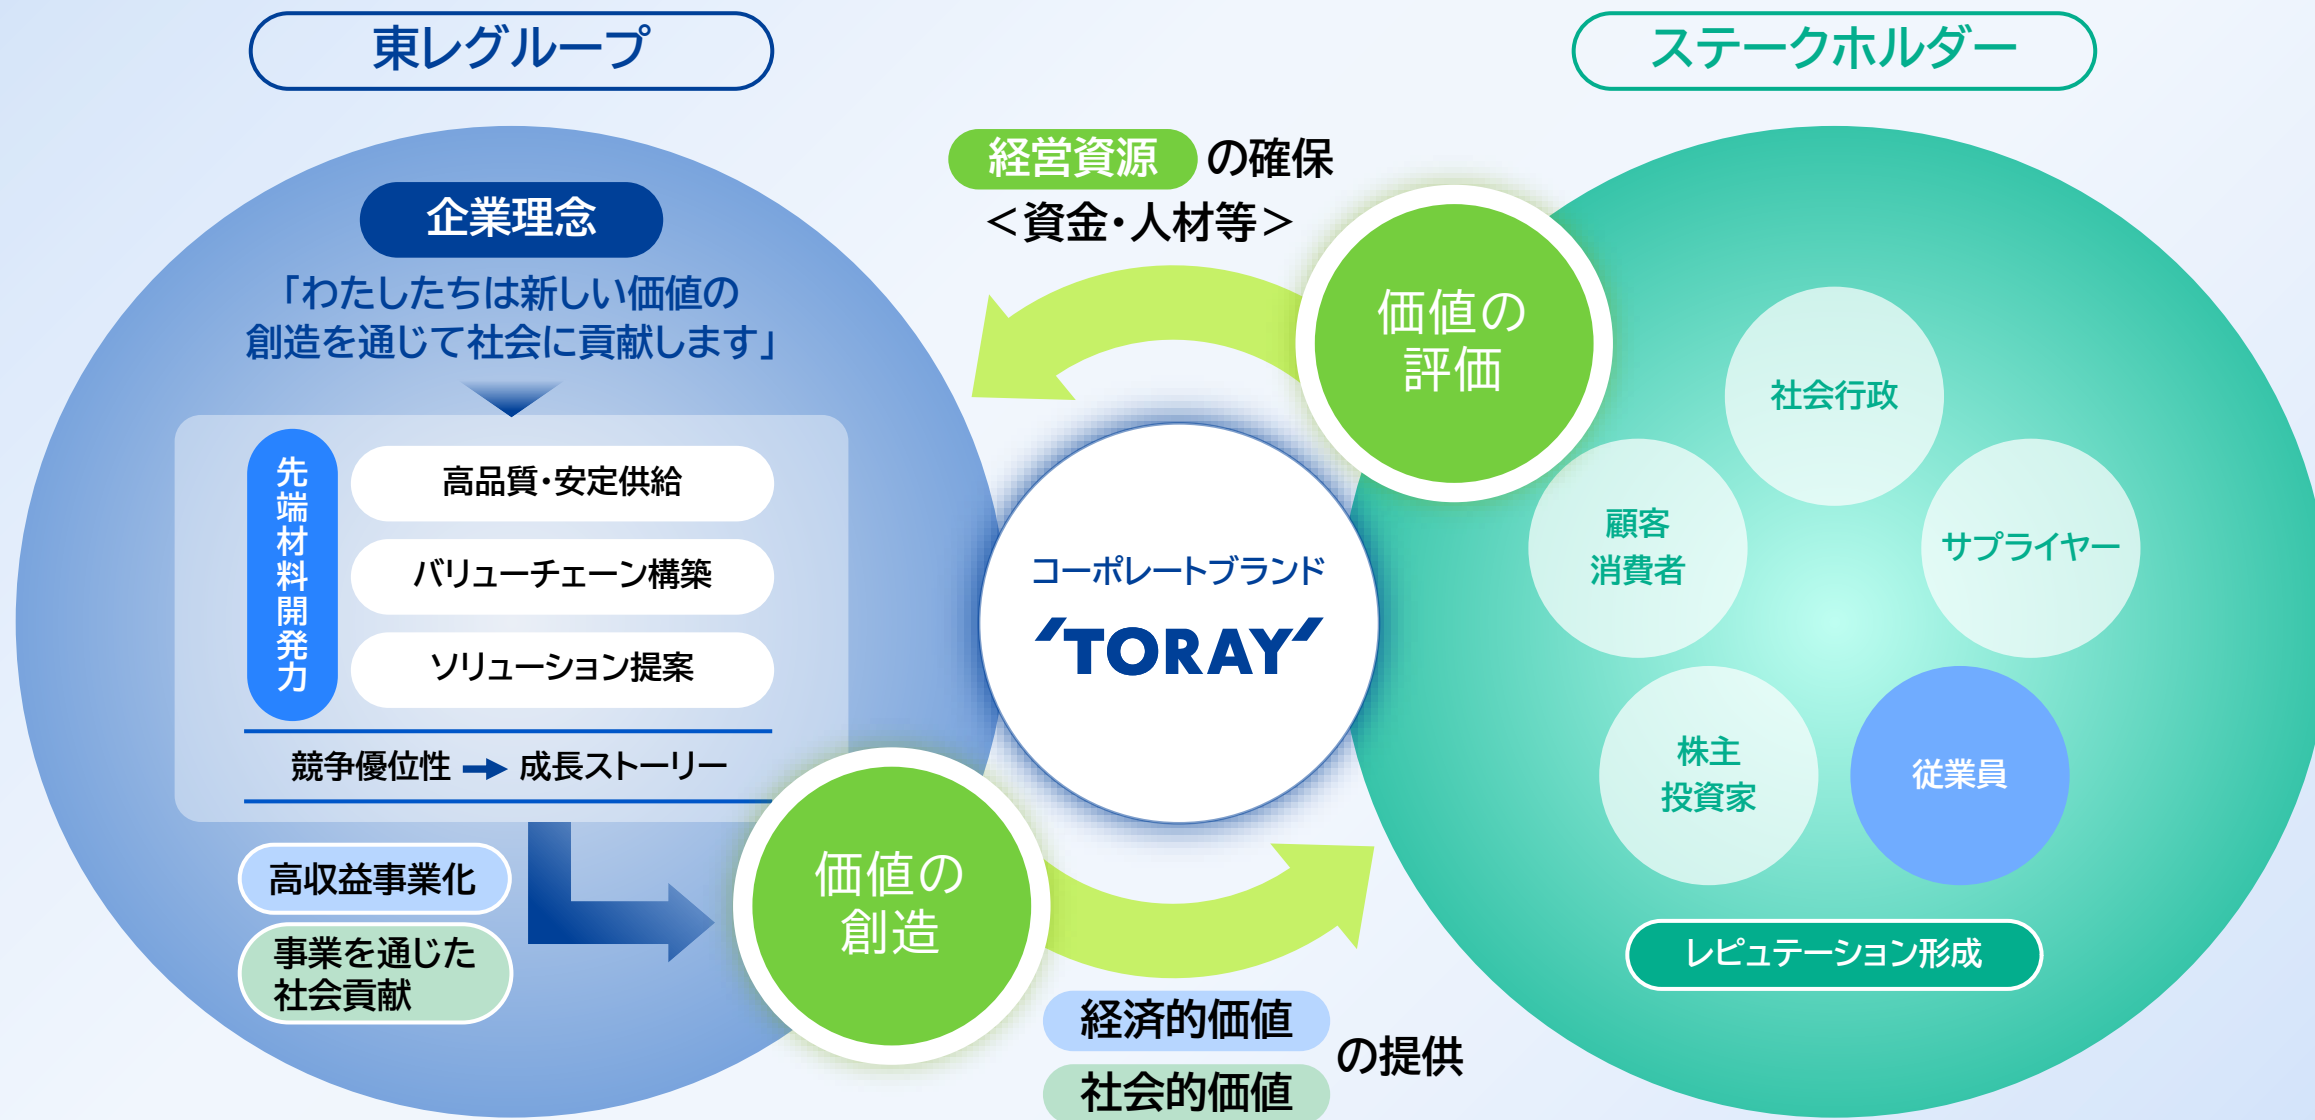 東レグループ
企業理念
「わたしたちは新しい価値の
創造を通じて社会に貢献します」
先端材料開発力
高品質・安定供給
バリューチェーン構築
ソリューション提案
競争優位性 → 成長ストーリー
高収益事業化
事業を通じた
社会貢献
価値の
創造
経営資源 の確保
＜資金・人材等＞
価値の
評価
コーポレートブランド
'TORAY'
経済的価値
社会的価値
の提供
ステークホルダー
社会行政
顧客
消費者
サプライヤー
株主
投資家
従業員
レピュテーション形成